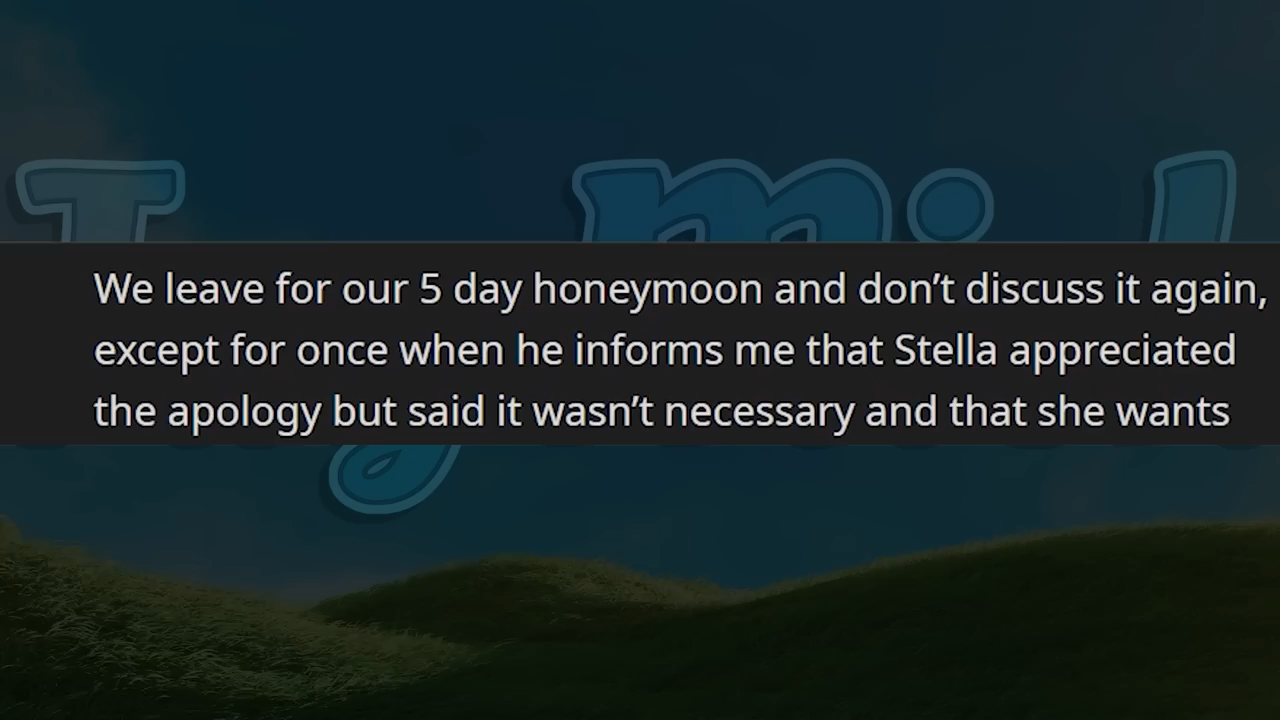 We leave for our 5 day honeymoon and don’t discuss it again,
except for once when he informs me that Stella appreciated
the apology but said it wasn’t necessary and that she wants